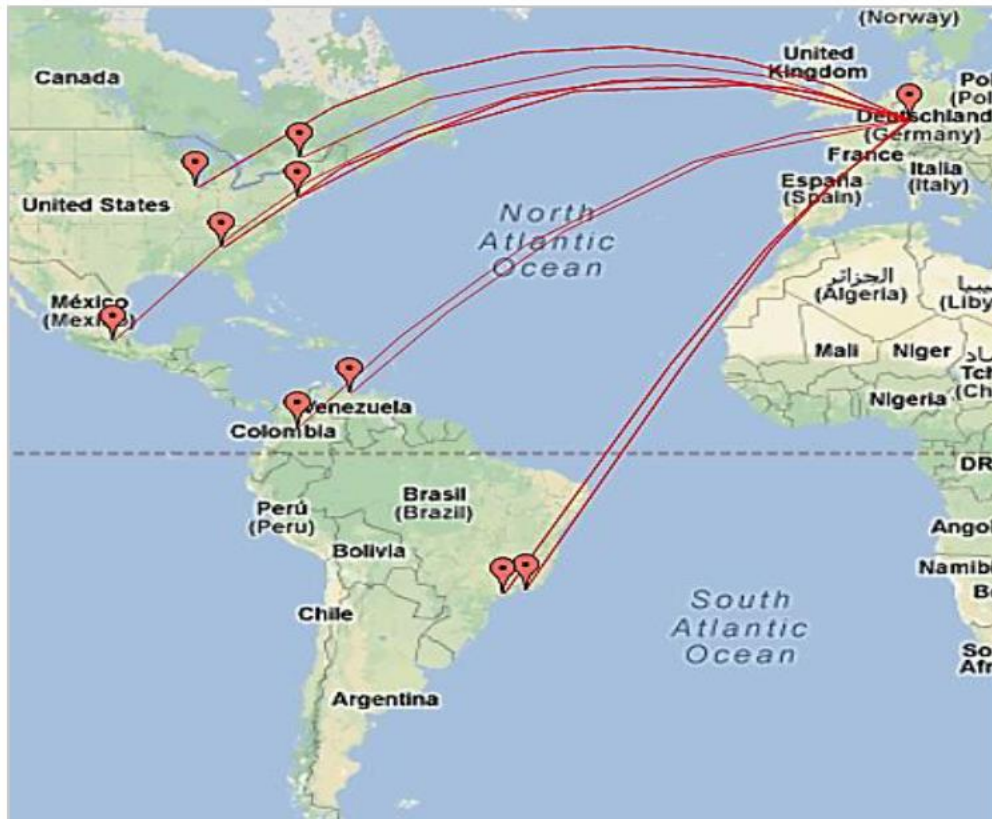 (Norway)
Canada
United
Kingdom
Pol
(Pol
Deutschland
(Germany)
France
Italia
(Italy)
España
(Spain)
United States
North
Atlantic
Ocean
الجزائر
(Algeria)
(Liby
México
(Mexico)
Mali
Niger
Tch
(Ch
Nigeria
Venezuela
Colombia
DR
Perú
(Peru)
Brasil
(Brazil)
Angol
Bolivia
Namibi
Chile
South
Atlantic
Ocean
So
Afr
Argentina